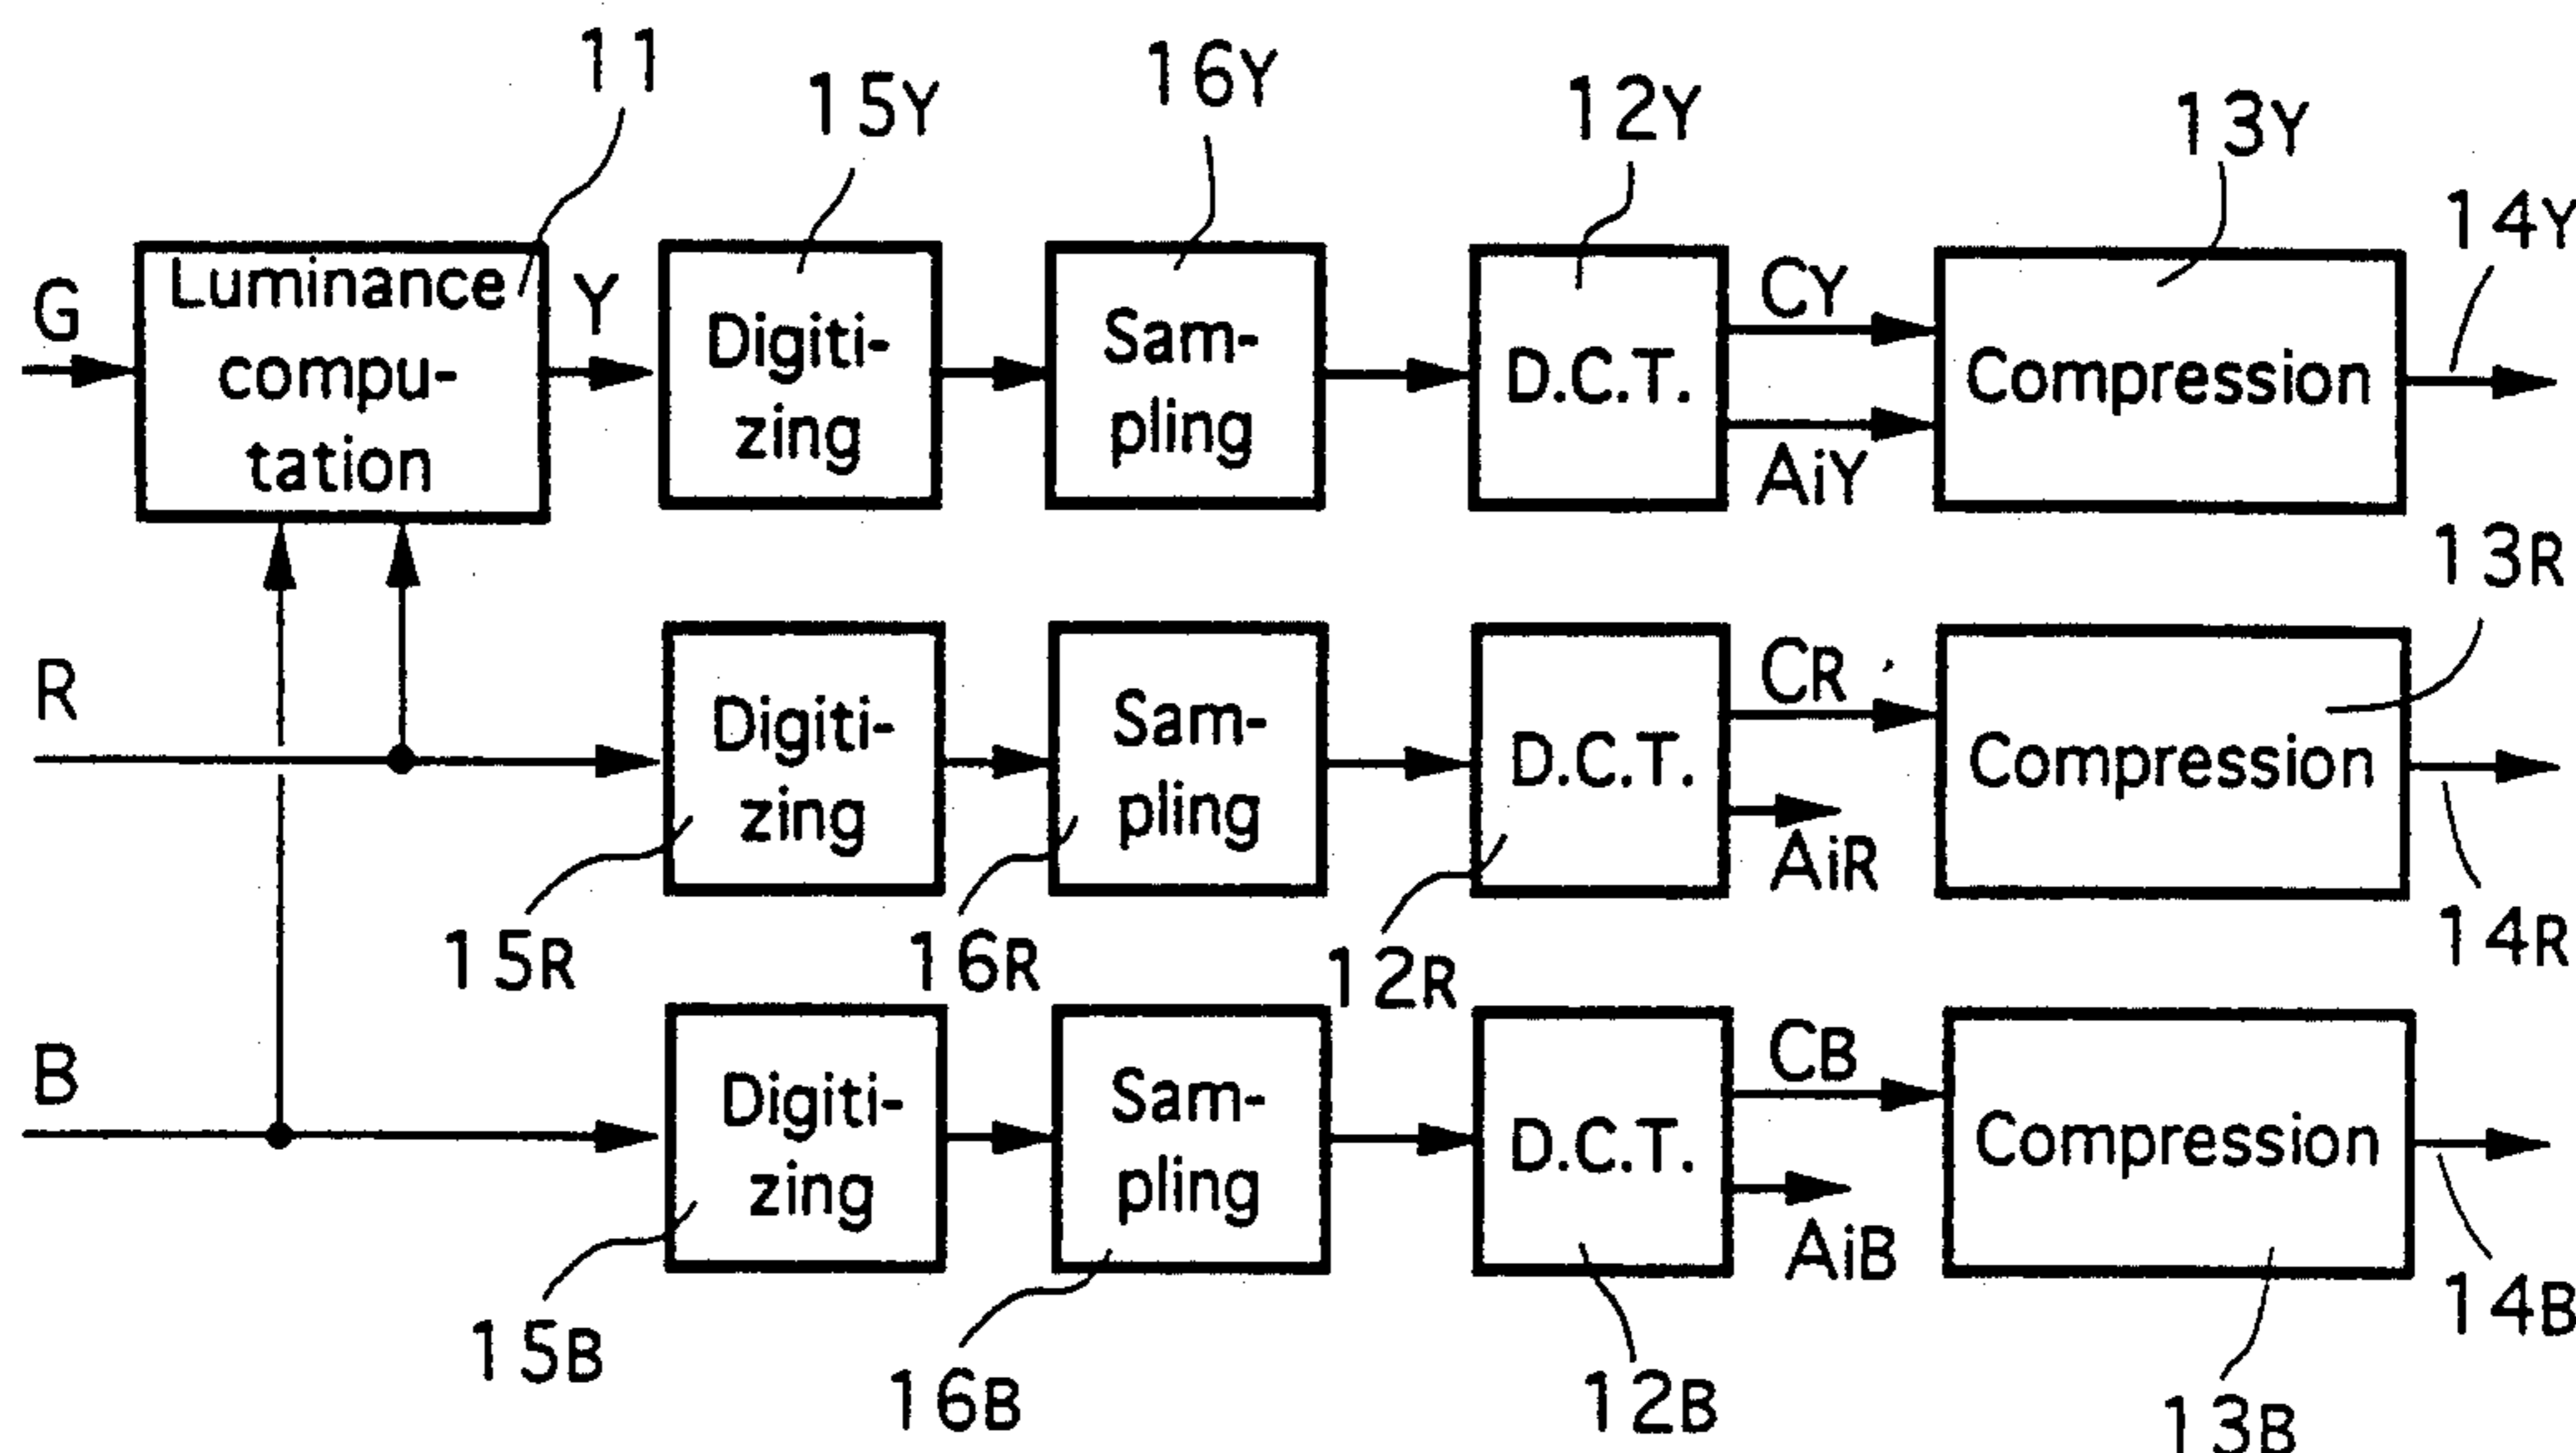 11
15Y
16Y
12Y
13Y
14Y
G
Luminance
compu-
tation
Y
Digiti-
zing
Sam-
pling
D.C.T.
CY
AiY
Compression
13R
R
Digiti-
zing
Sam-
pling
D.C.T.
CR
AiR
Compression
15R
16R
12R
14R
B
Digiti-
zing
Sam-
pling
D.C.T.
CB
AiB
Compression
15B
16B
12B
13B
14B